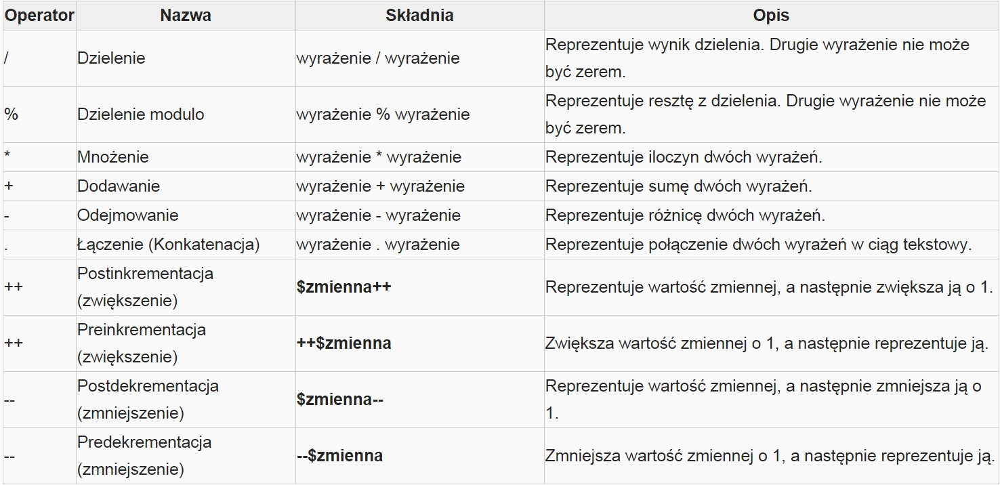 Operator Nazwa Składnia Opis
/ Dzielenie wyrażenie / wyrażenie Reprezentuje wynik dzielenia. Drugie wyrażenie nie może
być zerem.
% Dzielenie modulo wyrażenie % wyrażenie Reprezentuje resztę z dzielenia. Drugie wyrażenie nie może
być zerem.
* Mnożenie wyrażenie * wyrażenie Reprezentuje iloczyn dwóch wyrażeń.
+ Dodawanie wyrażenie + wyrażenie Reprezentuje sumę dwóch wyrażeń.
- Odejmowanie wyrażenie - wyrażenie Reprezentuje różnicę dwóch wyrażeń.
. Łączenie (Konkatenacja) wyrażenie . wyrażenie Reprezentuje połączenie dwóch wyrażeń w ciąg tekstowy.
++ Postinkrementacja
(zwiększenie) $zmienna++ Reprezentuje wartość zmiennej, a następnie zwiększa ją o 1.
++ Preinkrementacja
(zwiększenie) ++$zmienna Zwiększa wartość zmiennej o 1, a następnie reprezentuje ją.
-- Postdekrementacja
(zmniejszenie) $zmienna-- Reprezentuje wartość zmiennej, a następnie zmniejsza ją o
1.
-- Predekrementacja
(zmniejszenie) --$zmienna Zmniejsza wartość zmiennej o 1, a następnie reprezentuje ją.